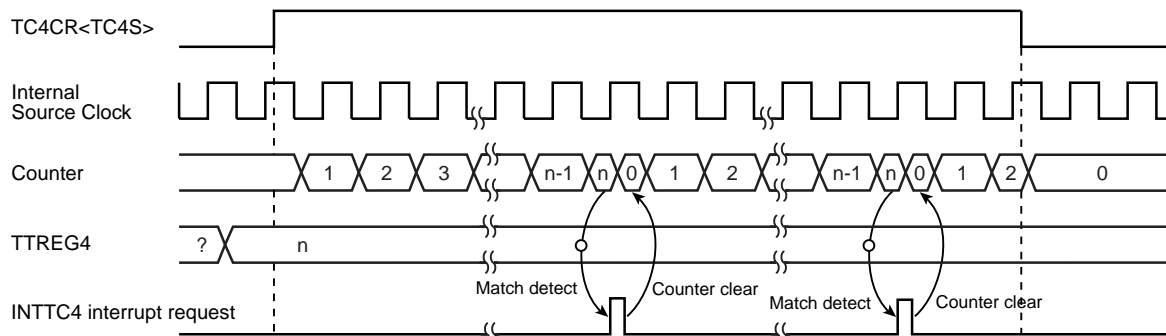 TC4CR<TC4S>
Internal
Source Clock
Counter
1 2 3 n-1 n 0 1 2 n-1 n 0 1 2 0
TTREG4
? n
Match detect Counter clear Match detect Counter clear
INTTC4 interrupt request